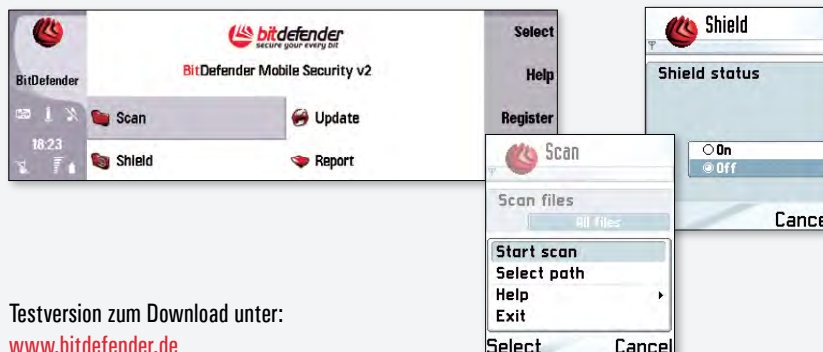 bitdefender
secure your every bit
BitDefender Mobile Security v2
BitDefender
18:23
Scan
Update
Shield
Report
Select
Help
Register
Shield
Shield status
On
Off
Scan
Scan files
All files
Start scan
Select path
Help
Exit
Select
Cancel
Testversion zum Download unter:
www.bitdefender.de